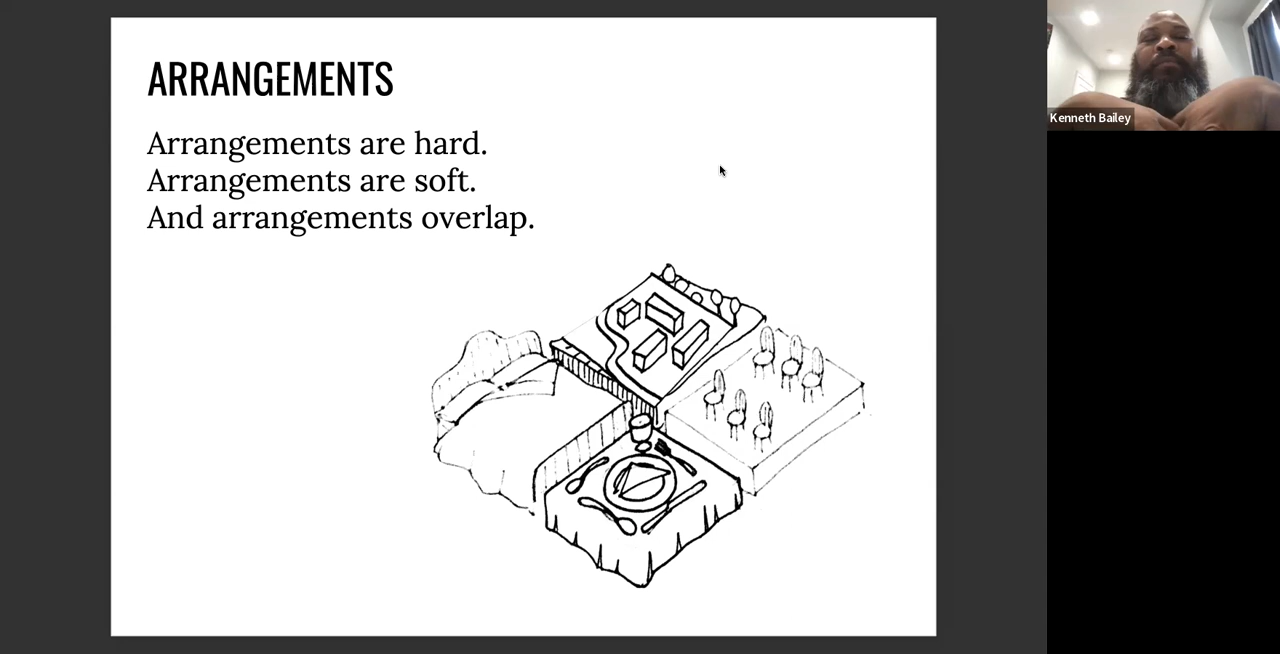 ARRANGEMENTS
Arrangements are hard.
Arrangements are soft.
And arrangements overlap.
Kenneth Bailey